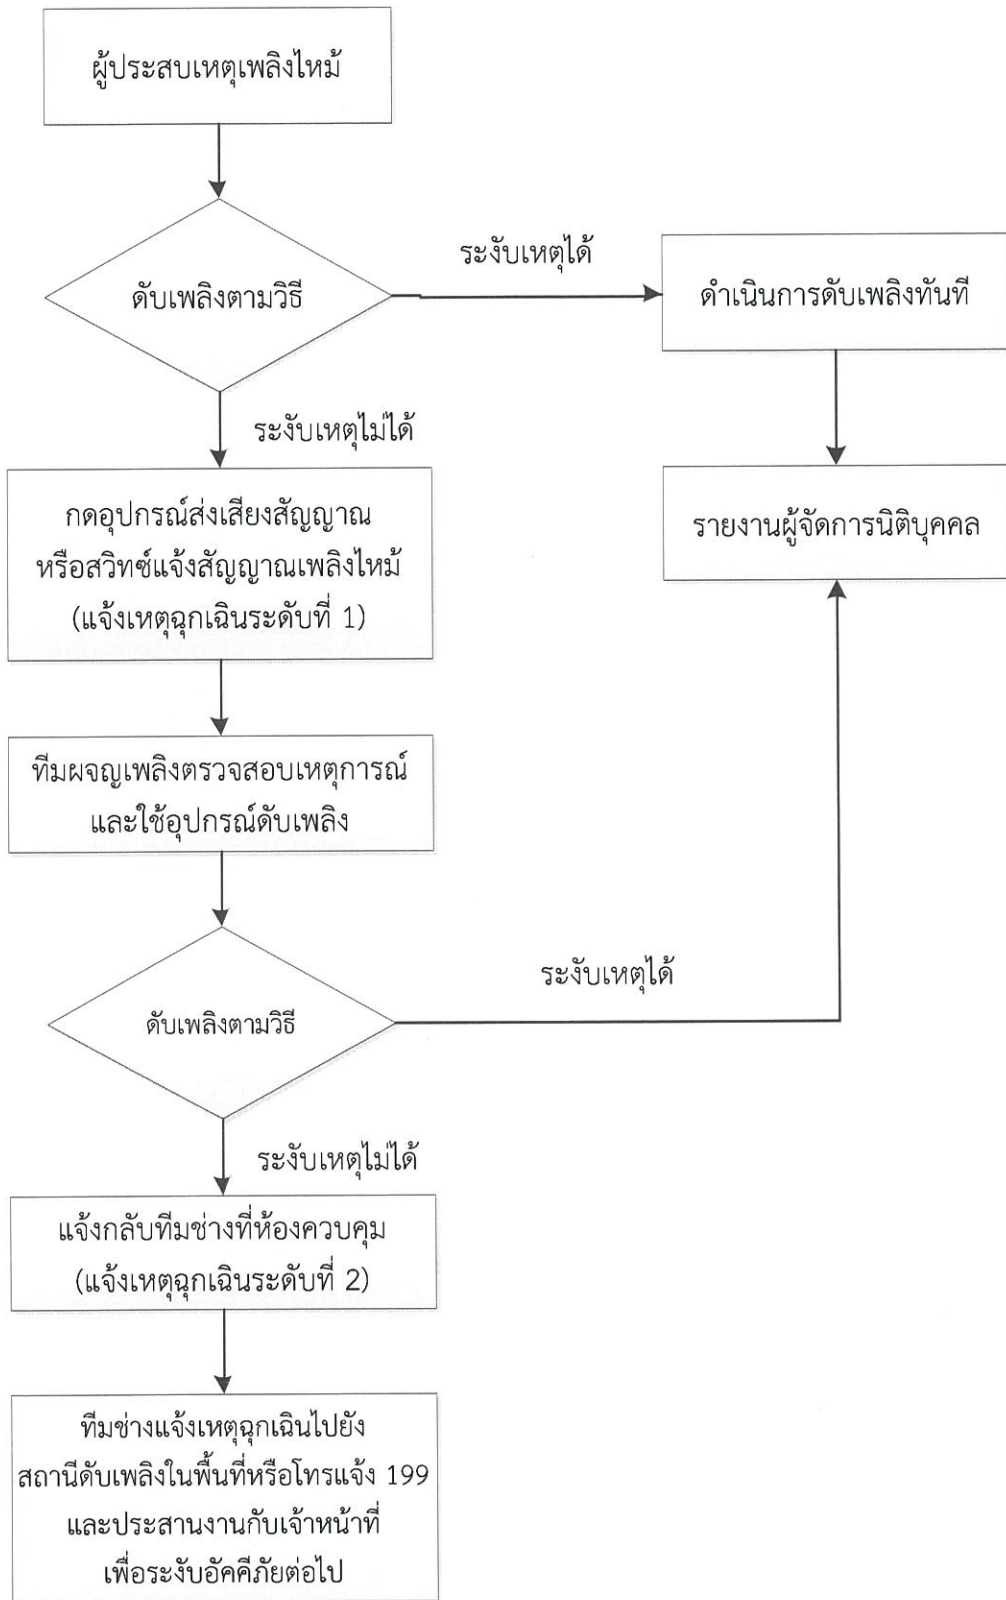 ผู้ประสบเหตุเพลิงไหม้
ดับเพลิงตามวิธี
ระงับเหตุได้
ดำเนินการดับเพลิงทันที
ระงับเหตุไม่ได้
กดอุปกรณ์ส่งเสียงสัญญาณ
หรือสวิทซ์แจ้งสัญญาณเพลิงไหม้
(แจ้งเหตุฉุกเฉินระดับที่ 1)
รายงานผู้จัดการนิติบุคคล
ทีมผจญเพลิงตรวจสอบเหตุการณ์
และใช้อุปกรณ์ดับเพลิง
ดับเพลิงตามวิธี
ระงับเหตุได้
ระงับเหตุไม่ได้
แจ้งกลับทีมช่างที่ห้องควบคุม
(แจ้งเหตุฉุกเฉินระดับที่ 2)
ทีมช่างแจ้งเหตุฉุกเฉินไปยัง
สถานีดับเพลิงในพื้นที่หรือโทรแจ้ง 199
และประสานงานกับเจ้าหน้าที่
เพื่อระงับอัคคีภัยต่อไป